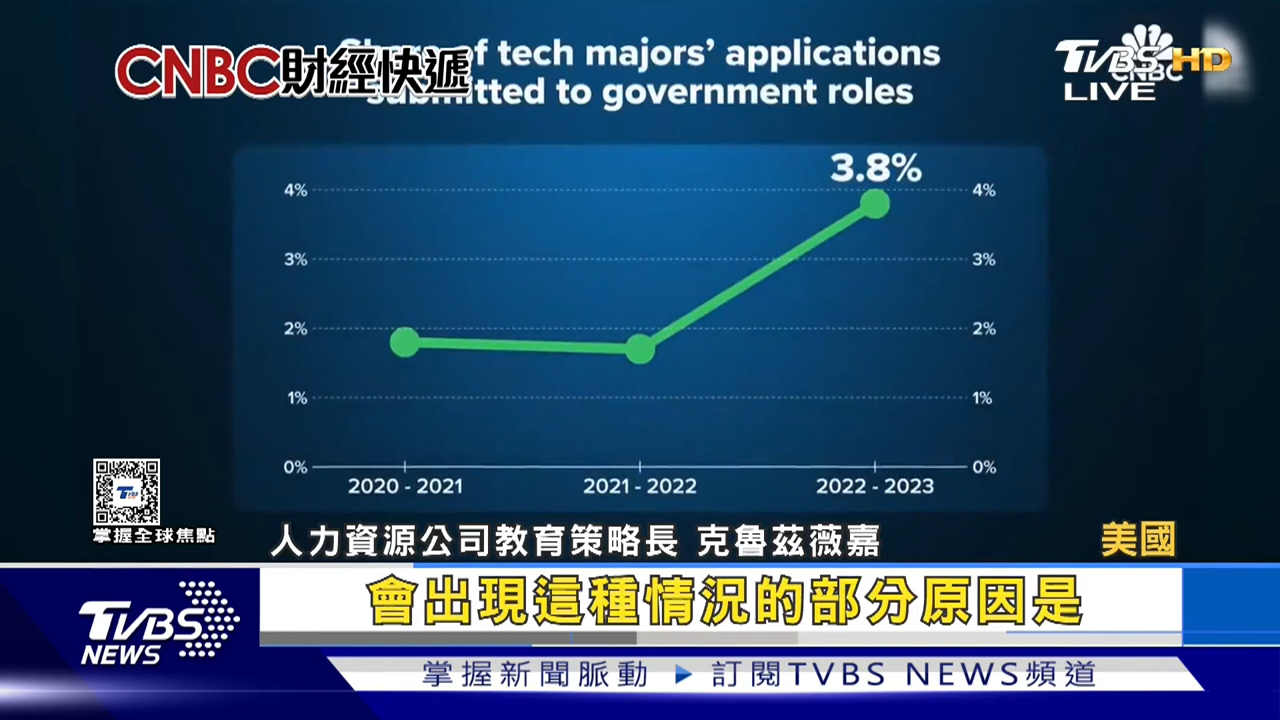 CNBC財經快遞
of tech majors' applications
submitted to government roles
TVBS HD
CNBC
LIVE
3.8%
4% 4%
3% 3%
2% 2%
1% 1%
0% 0%
2020 - 2021 2021 - 2022 2022 - 2023
掌握全球焦點
人力資源公司教育策略長 克魯茲薇嘉
美國
會出現這種情況的部分原因是
TVBS
NEWS
掌握新聞脈動 ▶ 訂閱TVBS NEWS頻道